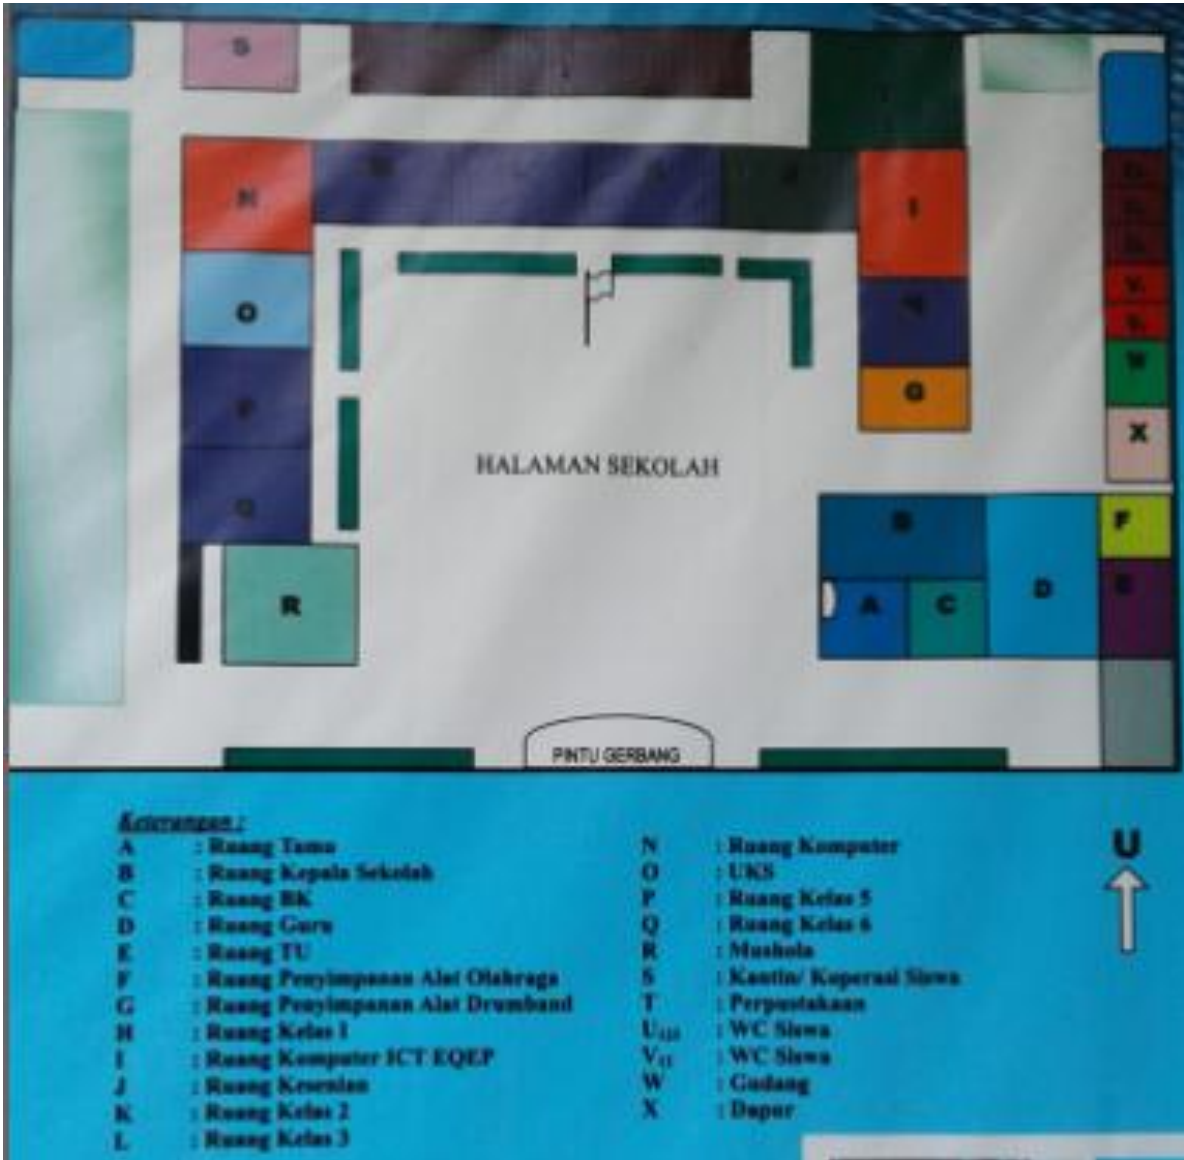 S
N
I
O
H
G
P
HALAMAN SEKOLAH
W
X
Q
B
F
R
A
C
D
E
PINTU GERBANG
Keterangan :
A : Ruang Tamu
B : Ruang Kepala Sekolah
C : Ruang BK
D : Ruang Guru
E : Ruang TU
F : Ruang Penyimpanan Alat Olahraga
G : Ruang Penyimpanan Alat Drumband
H : Ruang Kelas 1
I : Ruang Komputer ICT EQEP
J : Ruang Kesenian
K : Ruang Kelas 2
L : Ruang Kelas 3
N : Ruang Komputer
O : UKS
P : Ruang Kelas 5
Q : Ruang Kelas 6
R : Mushola
S : Kantin/ Koperasi Siswa
T : Perpustakaan
U : WC Siswa
V : WC Siswa
W : Gudang
X : Dapur
U